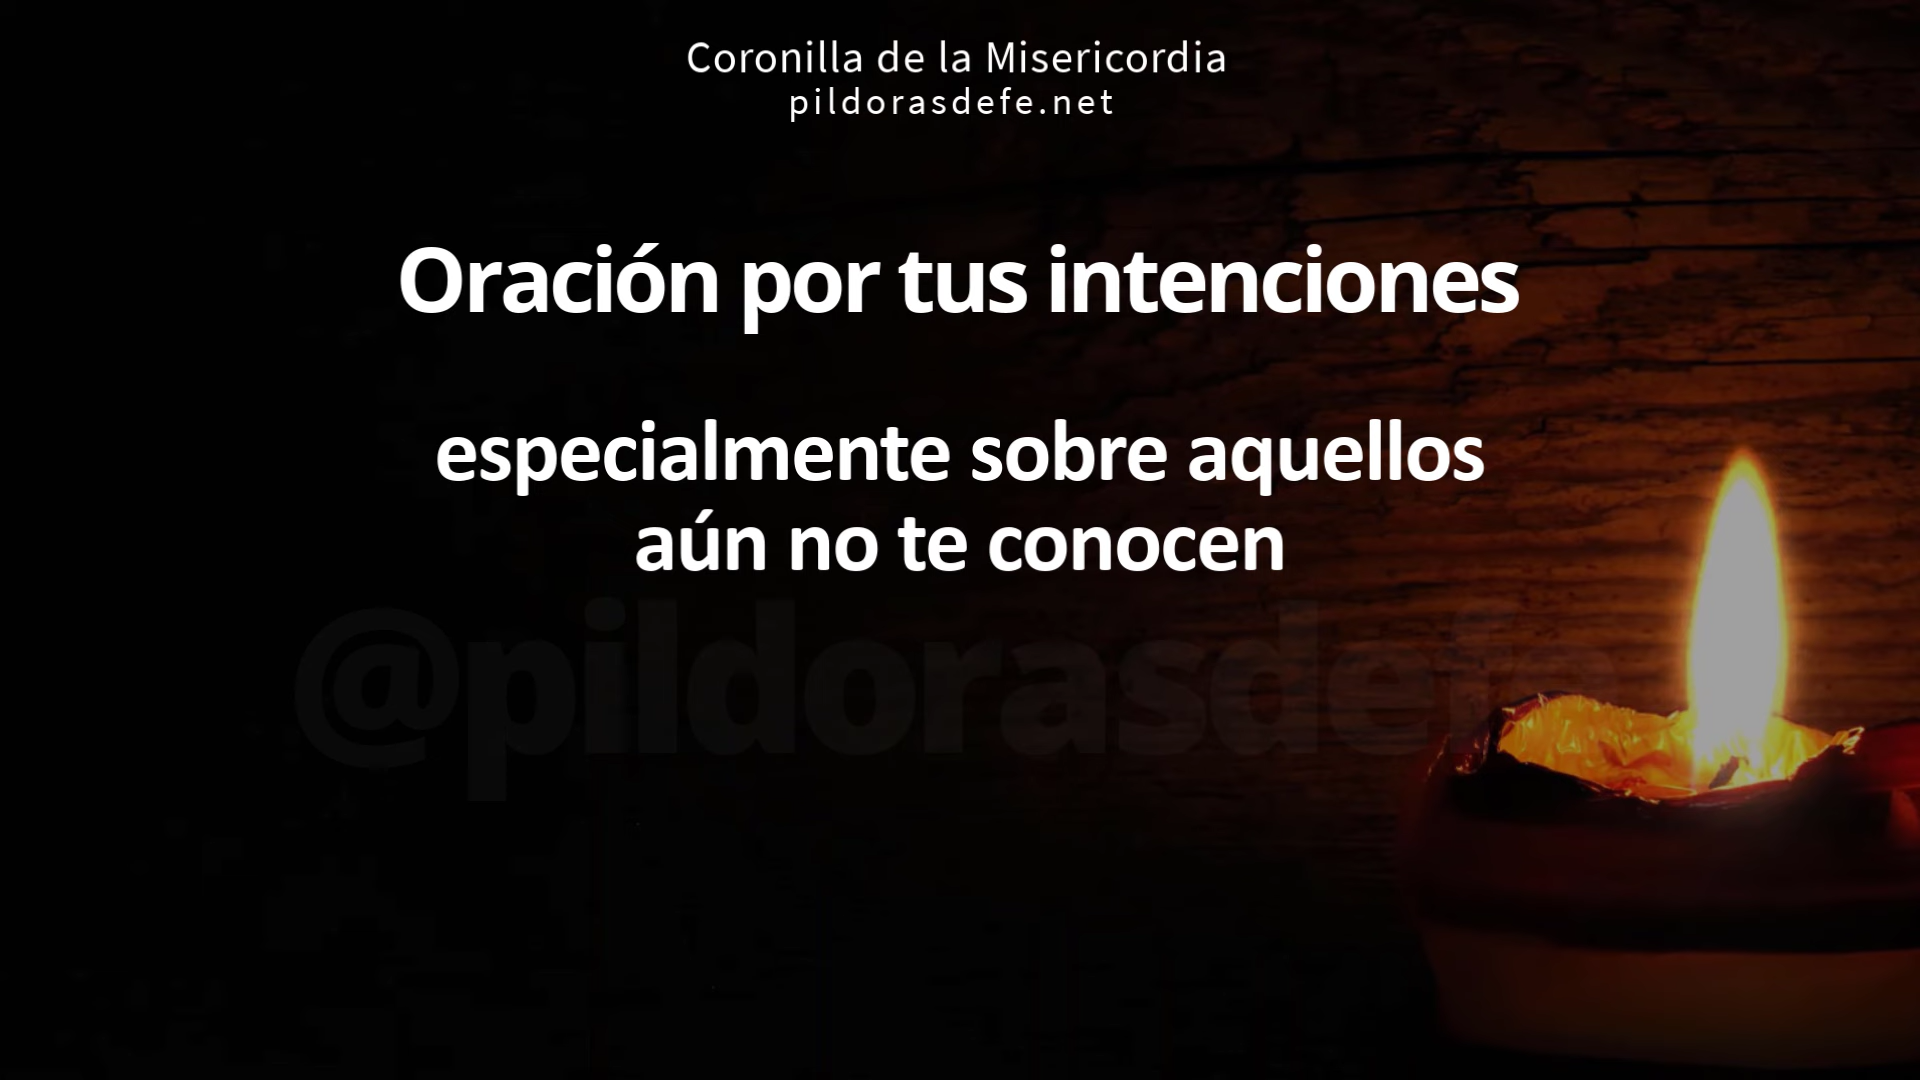 Coronilla de la Misericordia
pildorasdefe.net
Oración por tus intenciones
especialmente sobre aquellos
aún no te conocen
@pildorasdefe